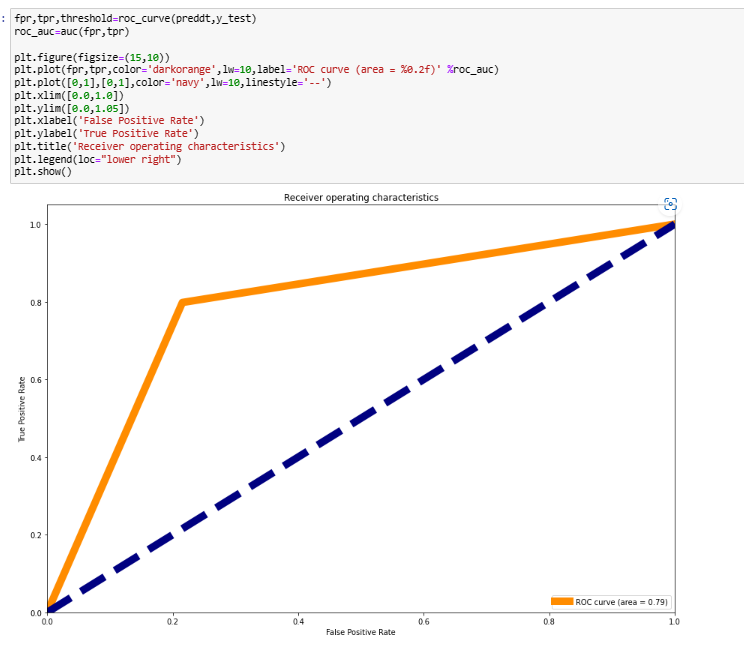 :
fpr,tpr,threshold=roc_curve(preddt,y_test)
roc_auc=auc(fpr,tpr)
plt.figure(figsize=(15,10))
plt.plot(fpr,tpr,color='darkorange',lw=10,label='ROC curve (area = %0.2f)' %roc_auc)
plt.plot([0,1],[0,1],color='navy',lw=10,linestyle='--')
plt.xlim([0.0,1.0])
plt.ylim([0.0,1.05])
plt.xlabel('False Positive Rate')
plt.ylabel('True Positive Rate')
plt.title('Receiver operating characteristics')
plt.legend(loc="lower right")
plt.show()
Receiver operating characteristics
1.0
0.8
0.6
0.4
0.2
0.0
True Positive Rate
ROC curve (area = 0.79)
0.0 0.2 0.4 0.6 0.8 1.0
False Positive Rate